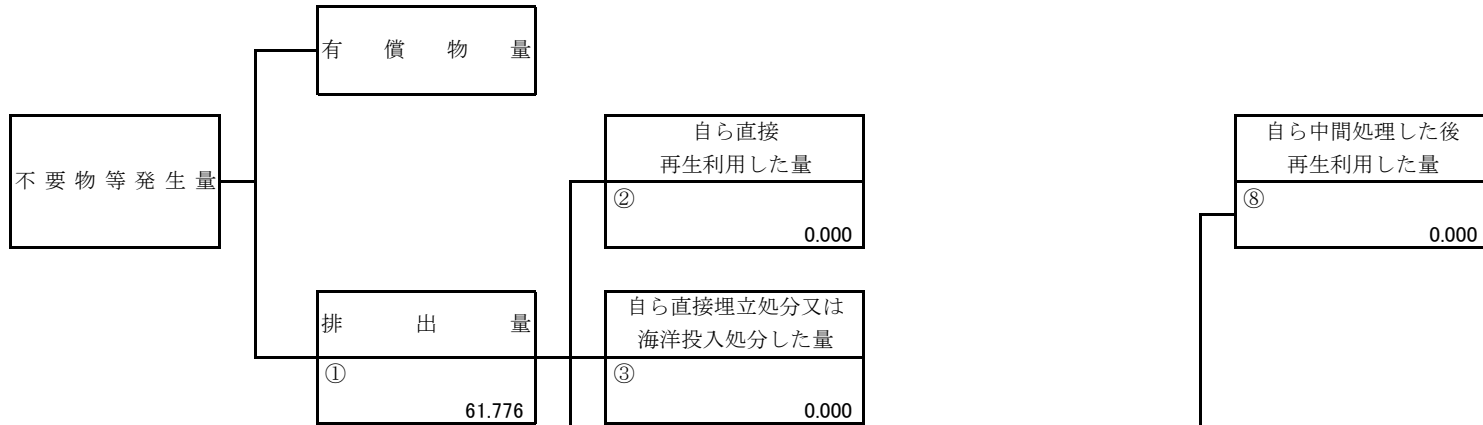 有償物量
不要物等発生量
自ら直接
再生利用した量
②
0.000
自ら中間処理した後
再生利用した量
⑧
0.000
排出量
①
61.776
自ら直接埋立処分又は
海洋投入処分した量
③
0.000